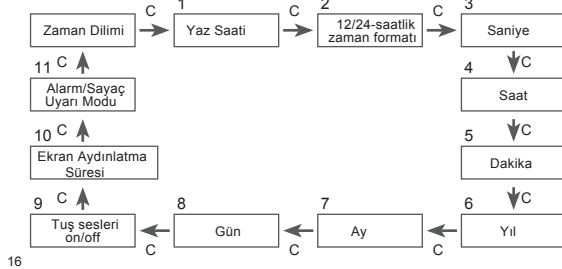 C
1
C
2
C
3
Zaman Dilimi
Yaz Saati
12/24-saatlik
zaman formatı
Saniye
11
C
C
4
Alarm/Sayaç
Uyarı Modu
Saat
C
C
10
5
Ekran Aydınlatma
Süresi
Dakika
C
C
9
8
7
6
Tuş sesleri
on/off
Gün
Ay
Yıl
C
C
C
16